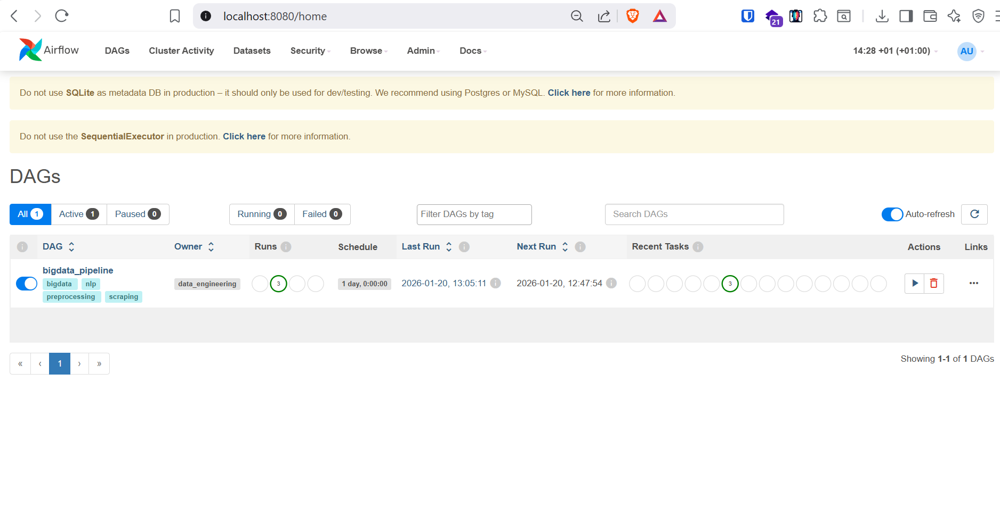 localhost:8080/home
21
Airflow
DAGs
Cluster Activity
Datasets
Security
Browse
Admin
Docs
14:28 +01 (+01:00)
AU
Do not use SQLite as metadata DB in production – it should only be used for dev/testing. We recommend using Postgres or MySQL. Click here for more information.
Do not use the SequentialExecutor in production. Click here for more information.
DAGs
All 1
Active 1
Paused 0
Running 0
Failed 0
Filter DAGs by tag
Search DAGs
Auto-refresh
DAG
Owner
Runs
Schedule
Last Run
Next Run
Recent Tasks
Actions
Links
bigdata_pipeline
bigdata
nlp
preprocessing
scraping
data_engineering
3
1 day, 0:00:00
2026-01-20, 13:05:11
2026-01-20, 12:47:54
3
« ‹ 1 › »
Showing 1-1 of 1 DAGs